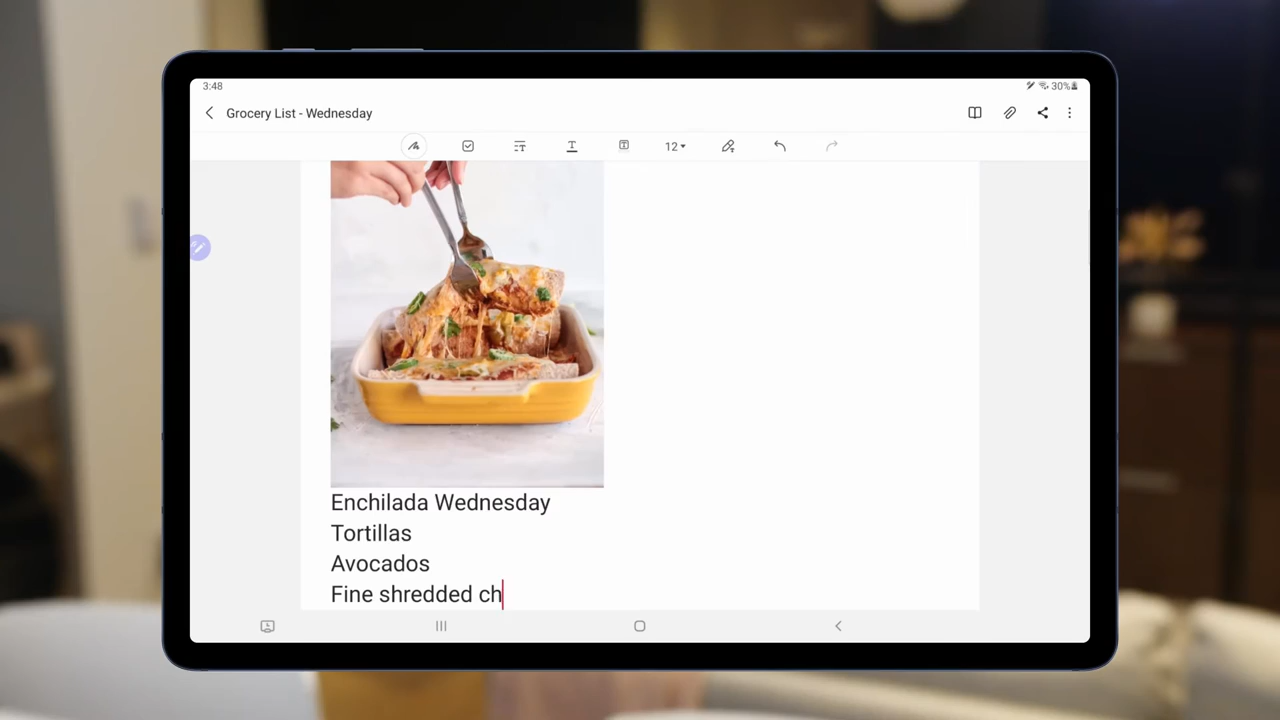 3:48
30%
Grocery List - Wednesday
12
Enchilada Wednesday
Tortillas
Avocados
Fine shredded ch